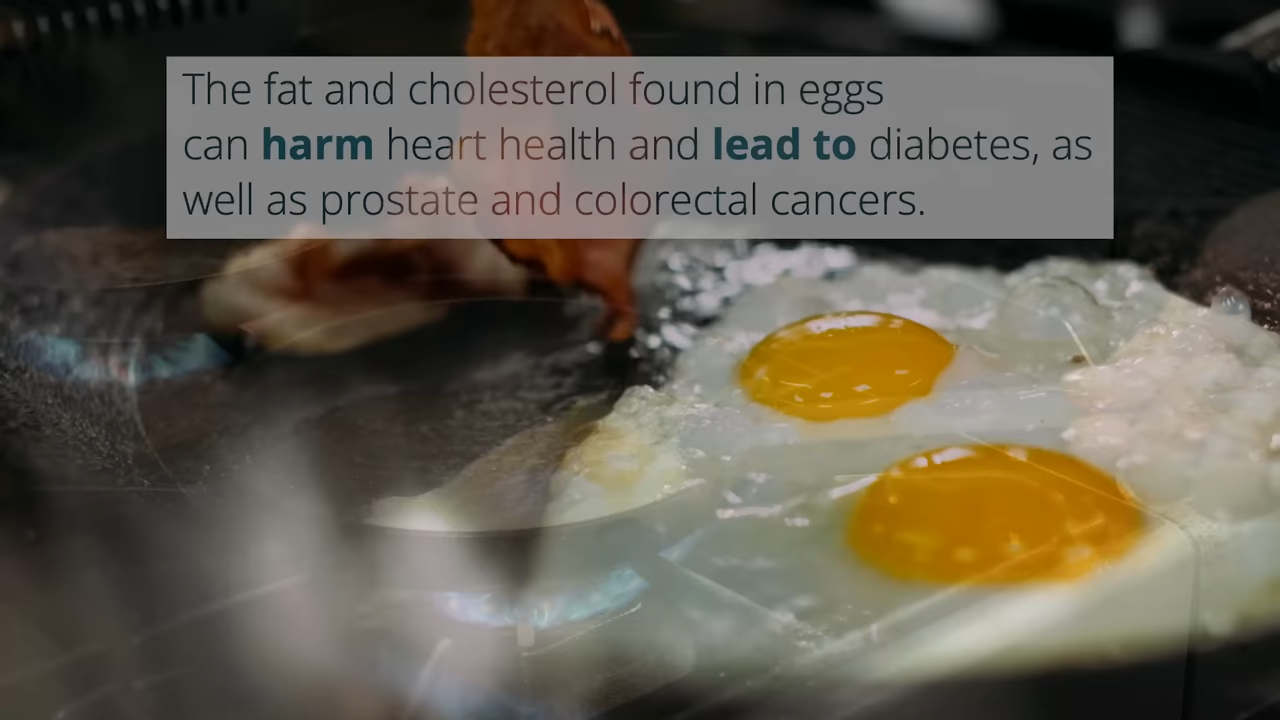 The fat and cholesterol found in eggs
can harm heart health and lead to diabetes, as
well as prostate and colorectal cancers.